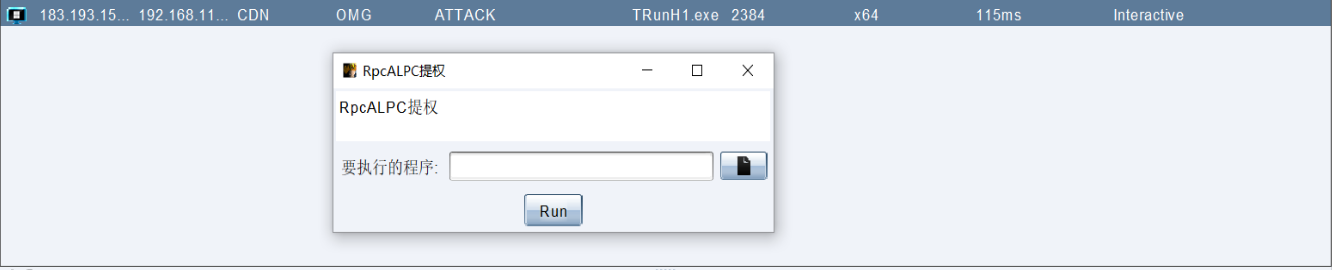 183.193.15... 192.168.11... CDN OMG ATTACK TRunH1.exe 2384 x64 115ms Interactive
RpcALPC提权
RpcALPC提权
要执行的程序:
Run